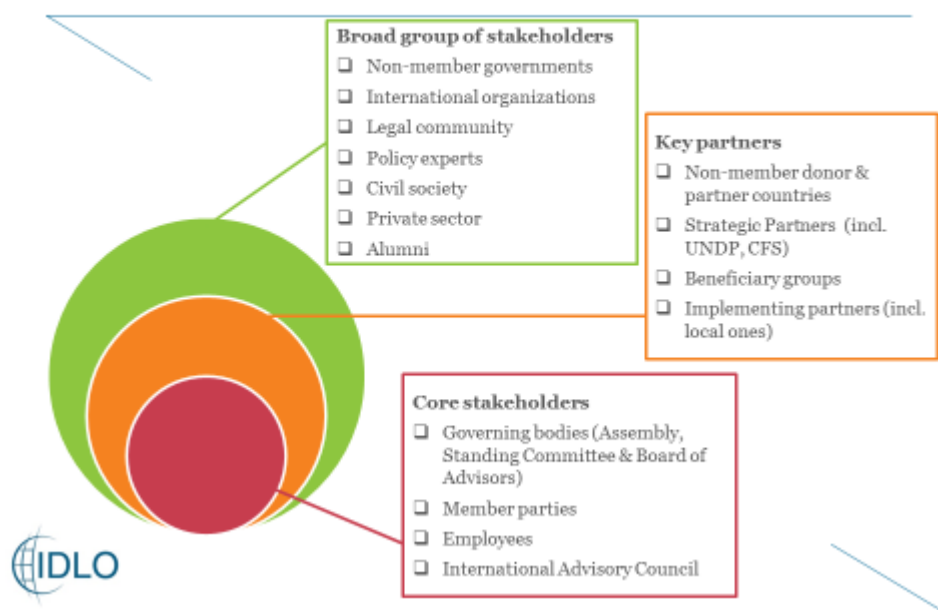 Broad group of stakeholders
❑ Non-member governments
❑ International organizations
❑ Legal community
❑ Policy experts
❑ Civil society
❑ Private sector
❑ Alumni
Key partners
❑ Non-member donor &
partner countries
❑ Strategic Partners (incl.
UNDP, CFS)
❑ Beneficiary groups
❑ Implementing partners (incl.
local ones)
Core stakeholders
❑ Governing bodies (Assembly,
Standing Committee & Board of
Advisors)
❑ Member parties
❑ Employees
❑ International Advisory Council
IDLO